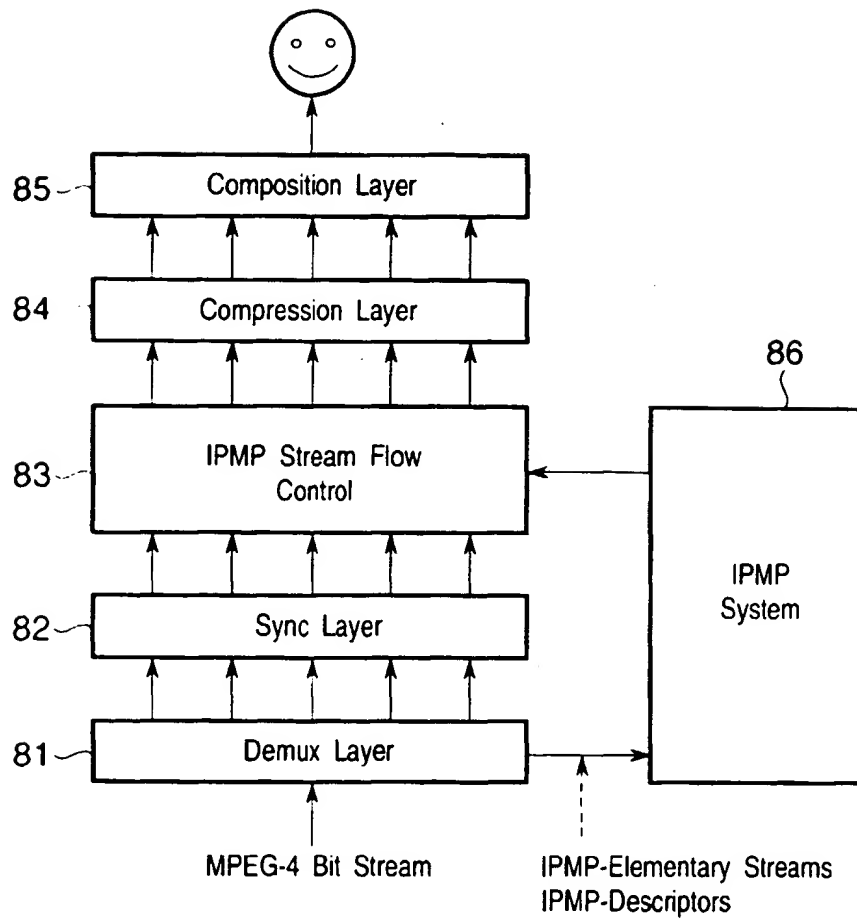 85
Composition Layer
84
Compression Layer
86
83
IPMP Stream Flow
Control
IPMP
System
82
Sync Layer
81
Demux Layer
MPEG-4 Bit Stream
IPMP-Elementary Streams
IPMP-Descriptors